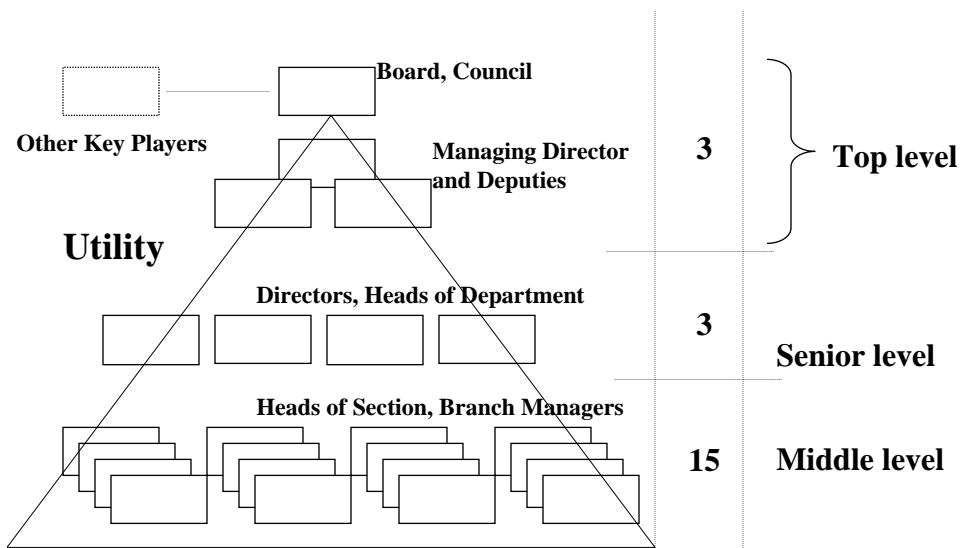 Board, Council
Other Key Players
Managing Director
and Deputies
3
Top level
Utility
Directors, Heads of Department
3
Senior level
Heads of Section, Branch Managers
15
Middle level